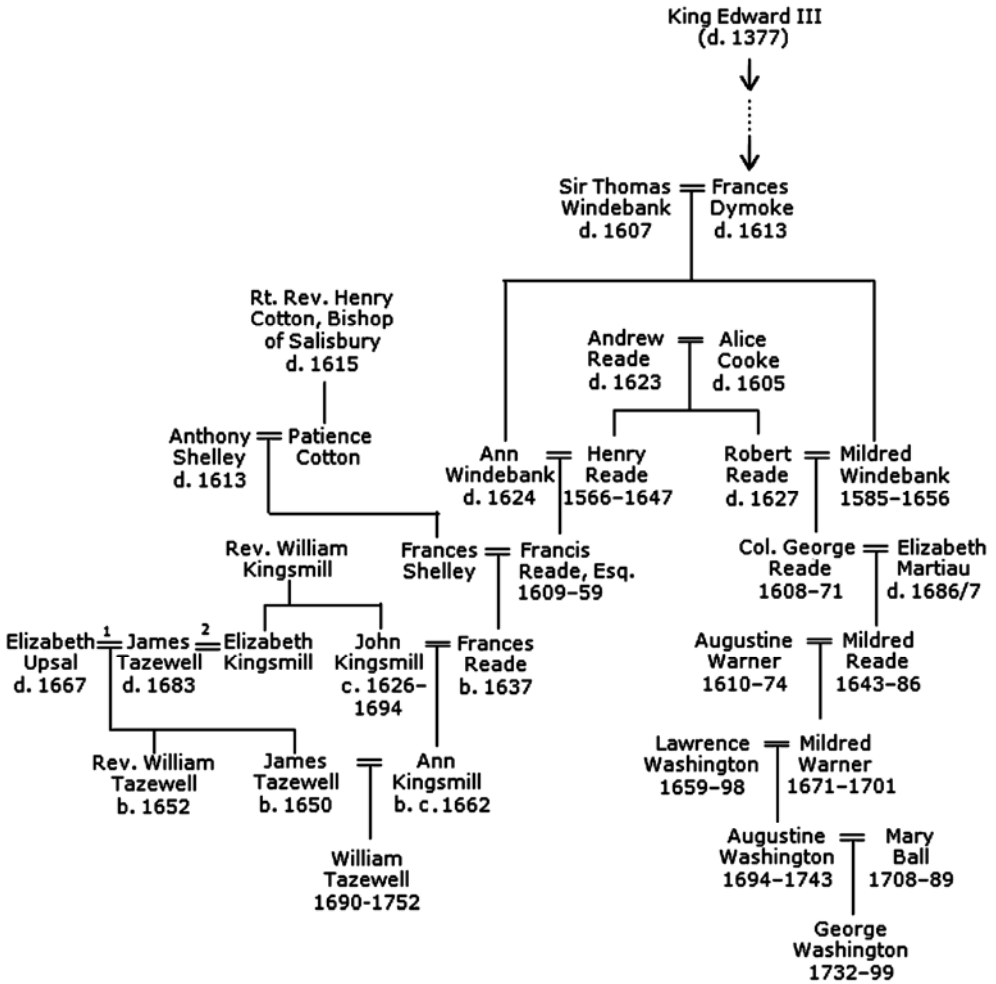 King Edward III
(d. 1377)
Sir Thomas
Windebank
d. 1607
Frances
Dymoke
d. 1613
Rt. Rev. Henry
Cotton, Bishop
of Salisbury
d. 1615
Andrew
Reade
d. 1623
Alice
Cooke
d. 1605
Anthony
Shelley
d. 1613
Patience
Cotton
Ann
Windebank
d. 1624
Henry
Reade
1566–1647
Robert
Reade
d. 1627
Mildred
Windebank
1585–1656
Rev. William
Kingsmill
Frances
Shelley
Francis
Reade, Esq.
1609–59
Col. George
Reade
1608–71
Elizabeth
Martiau
d. 1686/7
Elizabeth
Upsal
d. 1667
1
James
Tazewell
d. 1683
2
Elizabeth
Kingsmill
John
Kingsmill
c. 1626–
1694
Frances
Reade
b. 1637
Augustine
Warner
1610–74
Mildred
Reade
1643–86
Rev. William
Tazewell
b. 1652
James
Tazewell
b. 1650
Ann
Kingsmill
b. c. 1662
Lawrence
Washington
1659–98
Mildred
Warner
1671–1701
William
Tazewell
1690-1752
Augustine
Washington
1694–1743
Mary
Ball
1708–89
George
Washington
1732–99